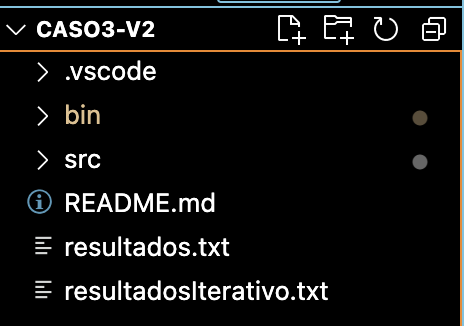 CASO3-V2
.vscode
bin
src
README.md
resultados.txt
resultadosIterativo.txt